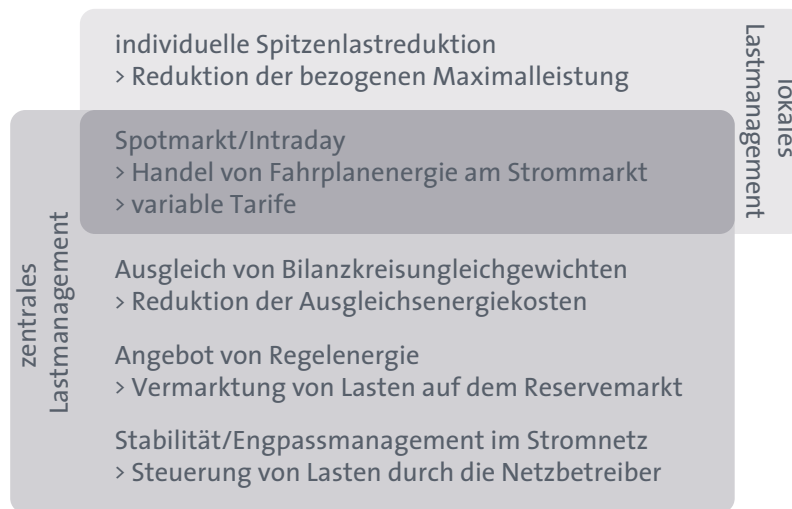 individuelle Spitzenlastreduktion
> Reduktion der bezogenen Maximalleistung
lokales
Lastmanagement
Spotmarkt/Intraday
> Handel von Fahrplanenergie am Strommarkt
> variable Tarife
zentrales
Lastmanagement
Ausgleich von Bilanzkreisungleichgewichten
> Reduktion der Ausgleichsenergiekosten
Angebot von Regelenergie
> Vermarktung von Lasten auf dem Reservemarkt
Stabilität/Engpassmanagement im Stromnetz
> Steuerung von Lasten durch die Netzbetreiber